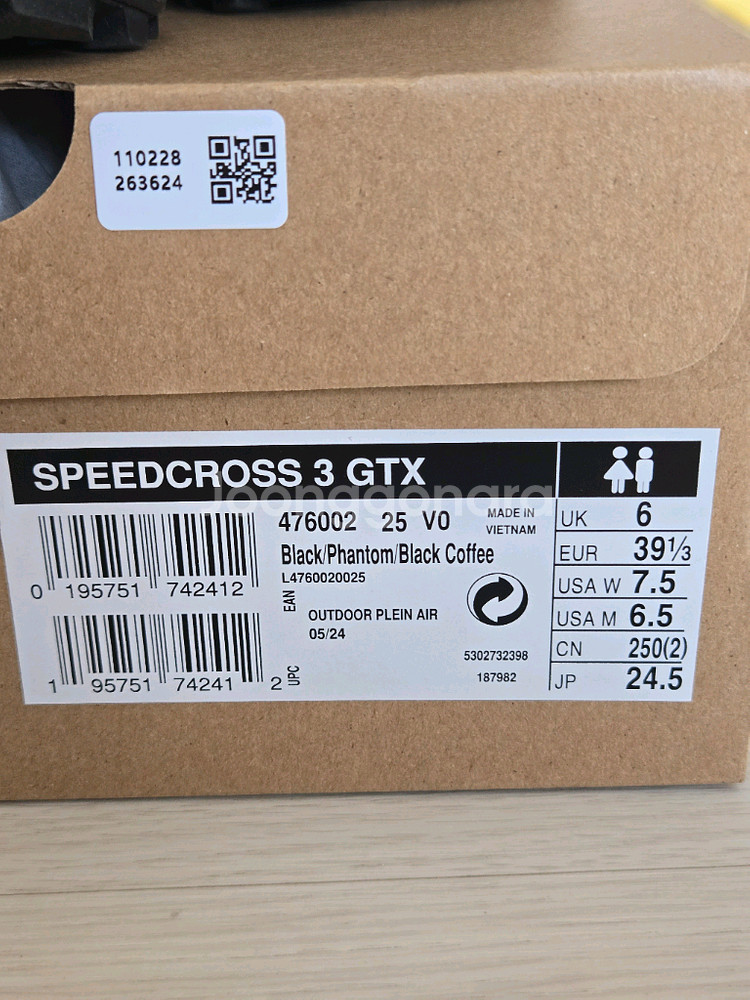 110228
263624
SPEEDCROSS 3 GTX
Joonggonara
476002 25 V0
MADE IN
VIETNAM
Black/Phantom/Black Coffee
L4760020025
0 195751 742412
EAN
OUTDOOR PLEIN AIR
05/24
5302732398
187982
1 95751 74241 2
UPC
UK 6
EUR 39⅓
USA W 7.5
USA M 6.5
CN 250(2)
JP 24.5